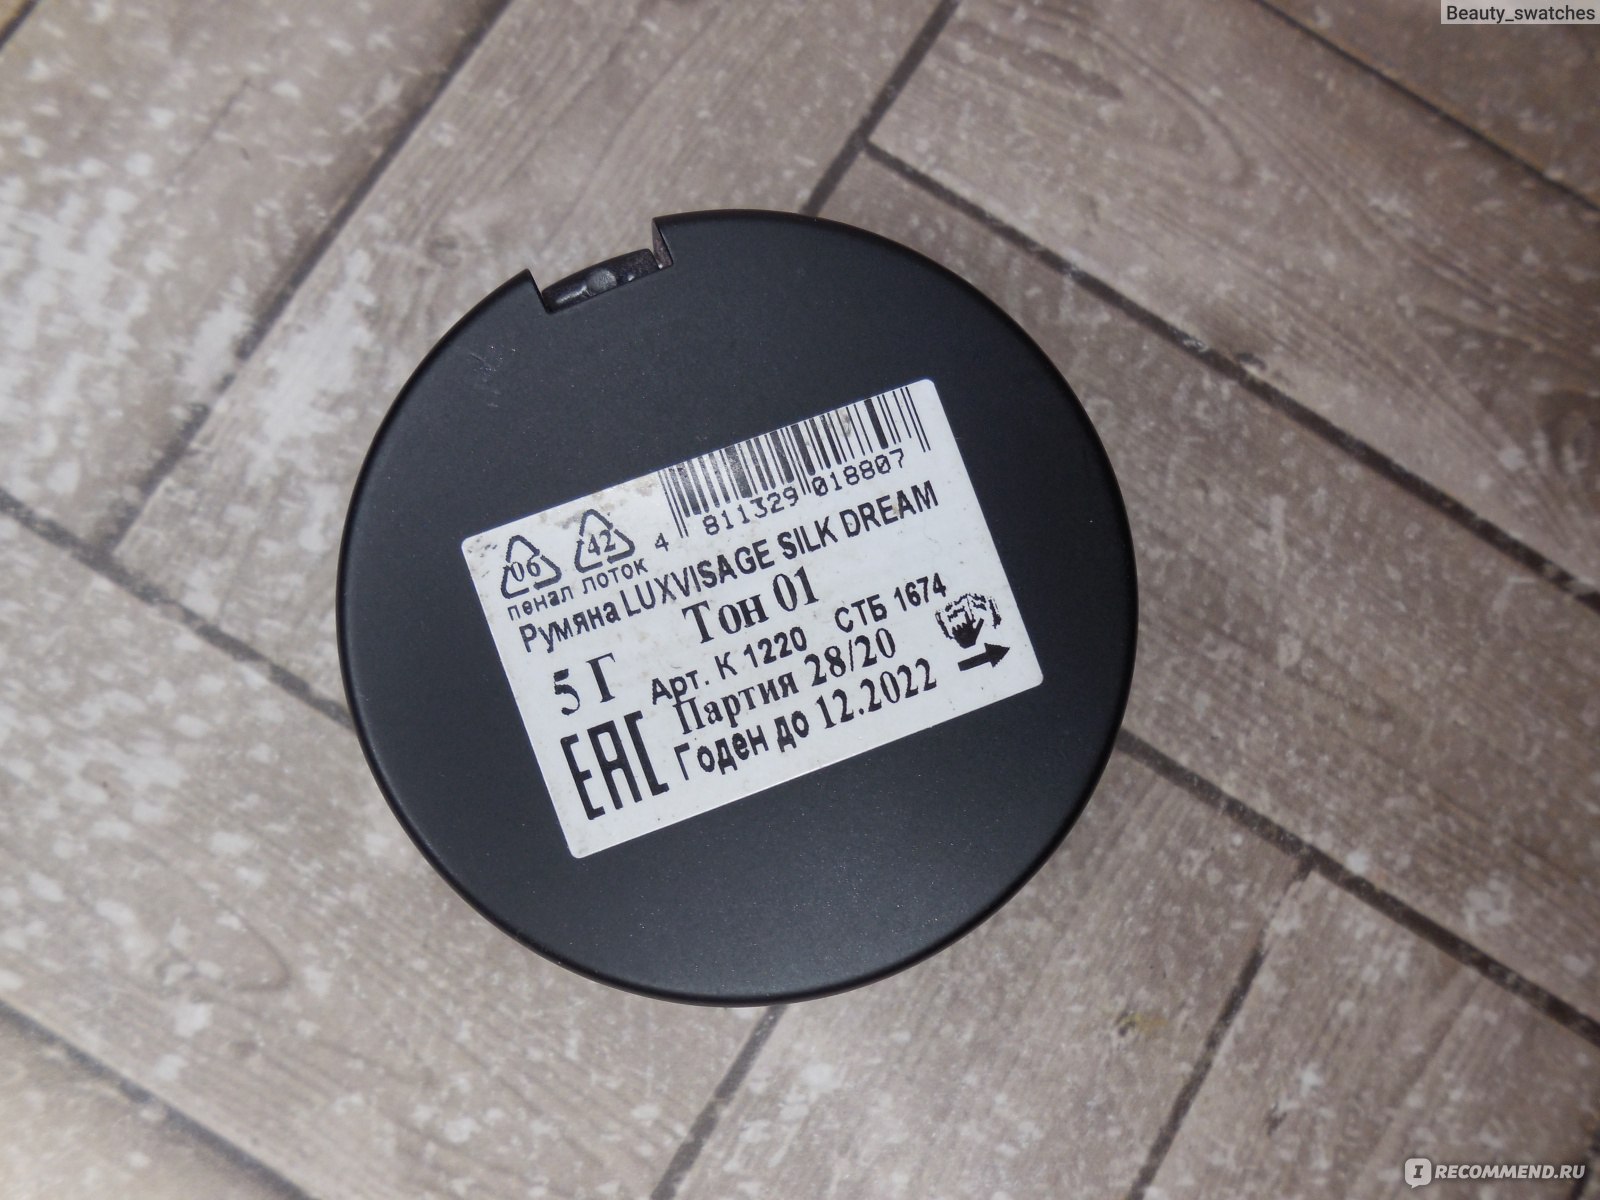 Beauty_swatches
06 42
пенал лоток
4 811329 018807
Румяна LUXVISAGE SILK DREAM
Тон 01
5 Г Арт. К 1220 СТБ 1674
Партия 28/20
EAC Годен до 12.2022
IRECOMMEND.RU